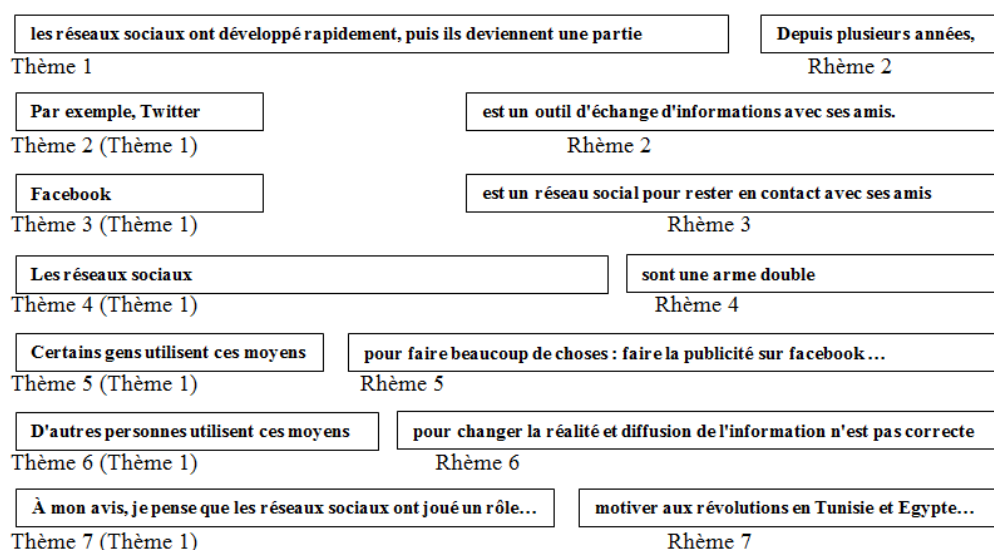 les réseaux sociaux ont développé rapidement, puis ils deviennent une partie Depuis plusieurs années,
Thème 1 Rhème 2
Par exemple, Twitter est un outil d'échange d'informations avec ses amis.
Thème 2 (Thème 1) Rhème 2
Facebook est un réseau social pour rester en contact avec ses amis
Thème 3 (Thème 1) Rhème 3
Les réseaux sociaux sont une arme double
Thème 4 (Thème 1) Rhème 4
Certains gens utilisent ces moyens pour faire beaucoup de choses : faire la publicité sur facebook…
Thème 5 (Thème 1) Rhème 5
D'autres personnes utilisent ces moyens pour changer la réalité et diffusion de l'information n'est pas correcte
Thème 6 (Thème 1) Rhème 6
À mon avis, je pense que les réseaux sociaux ont joué un rôle… motiver aux révolutions en Tunisie et Egypte…
Thème 7 (Thème 1) Rhème 7